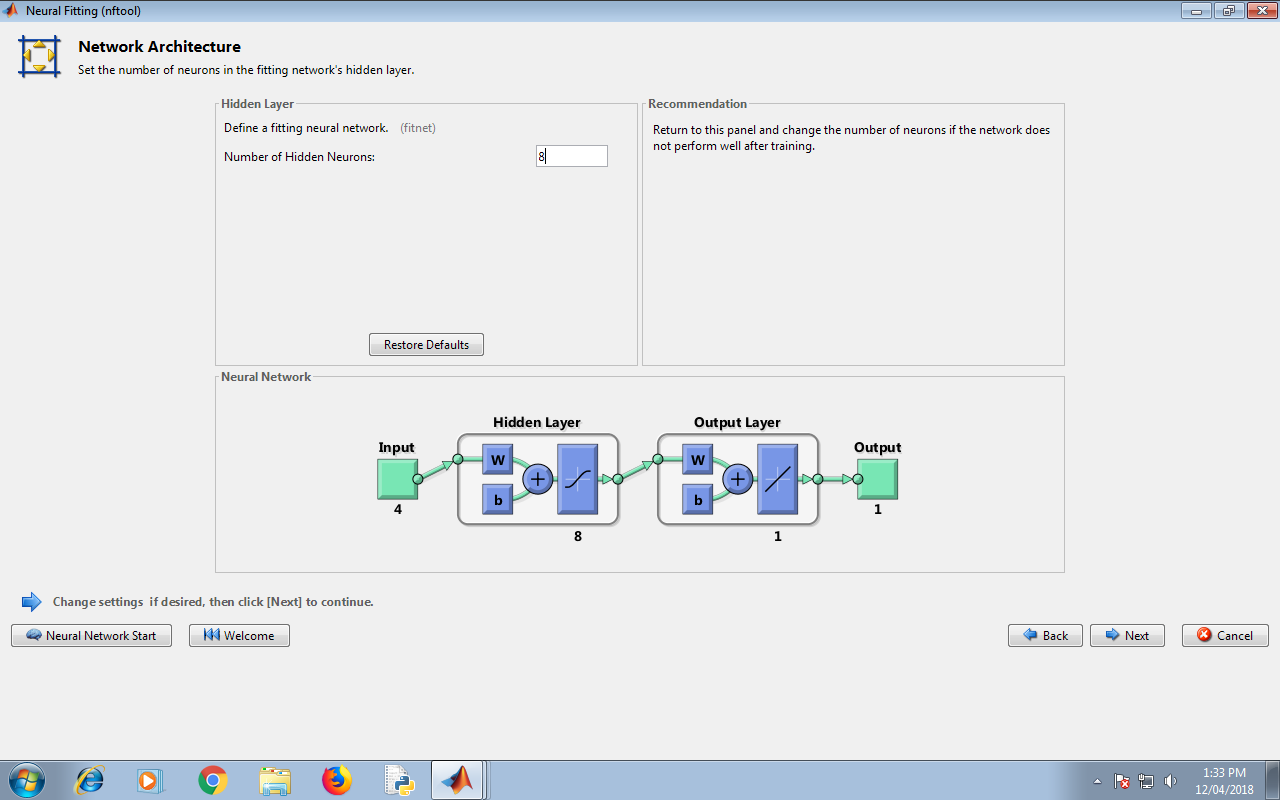 Neural Fitting (nftool)
Network Architecture
Set the number of neurons in the fitting network's hidden layer.
Hidden Layer
Define a fitting neural network. (fitnet)
Number of Hidden Neurons: 8
Restore Defaults
Recommendation
Return to this panel and change the number of neurons if the network does
not perform well after training.
Neural Network
Hidden Layer
Output Layer
Input
Output
W
W
b
b
4
1
8
1
Change settings if desired, then click [Next] to continue.
Neural Network Start
Welcome
Back
Next
Cancel
1:33 PM
12/04/2018